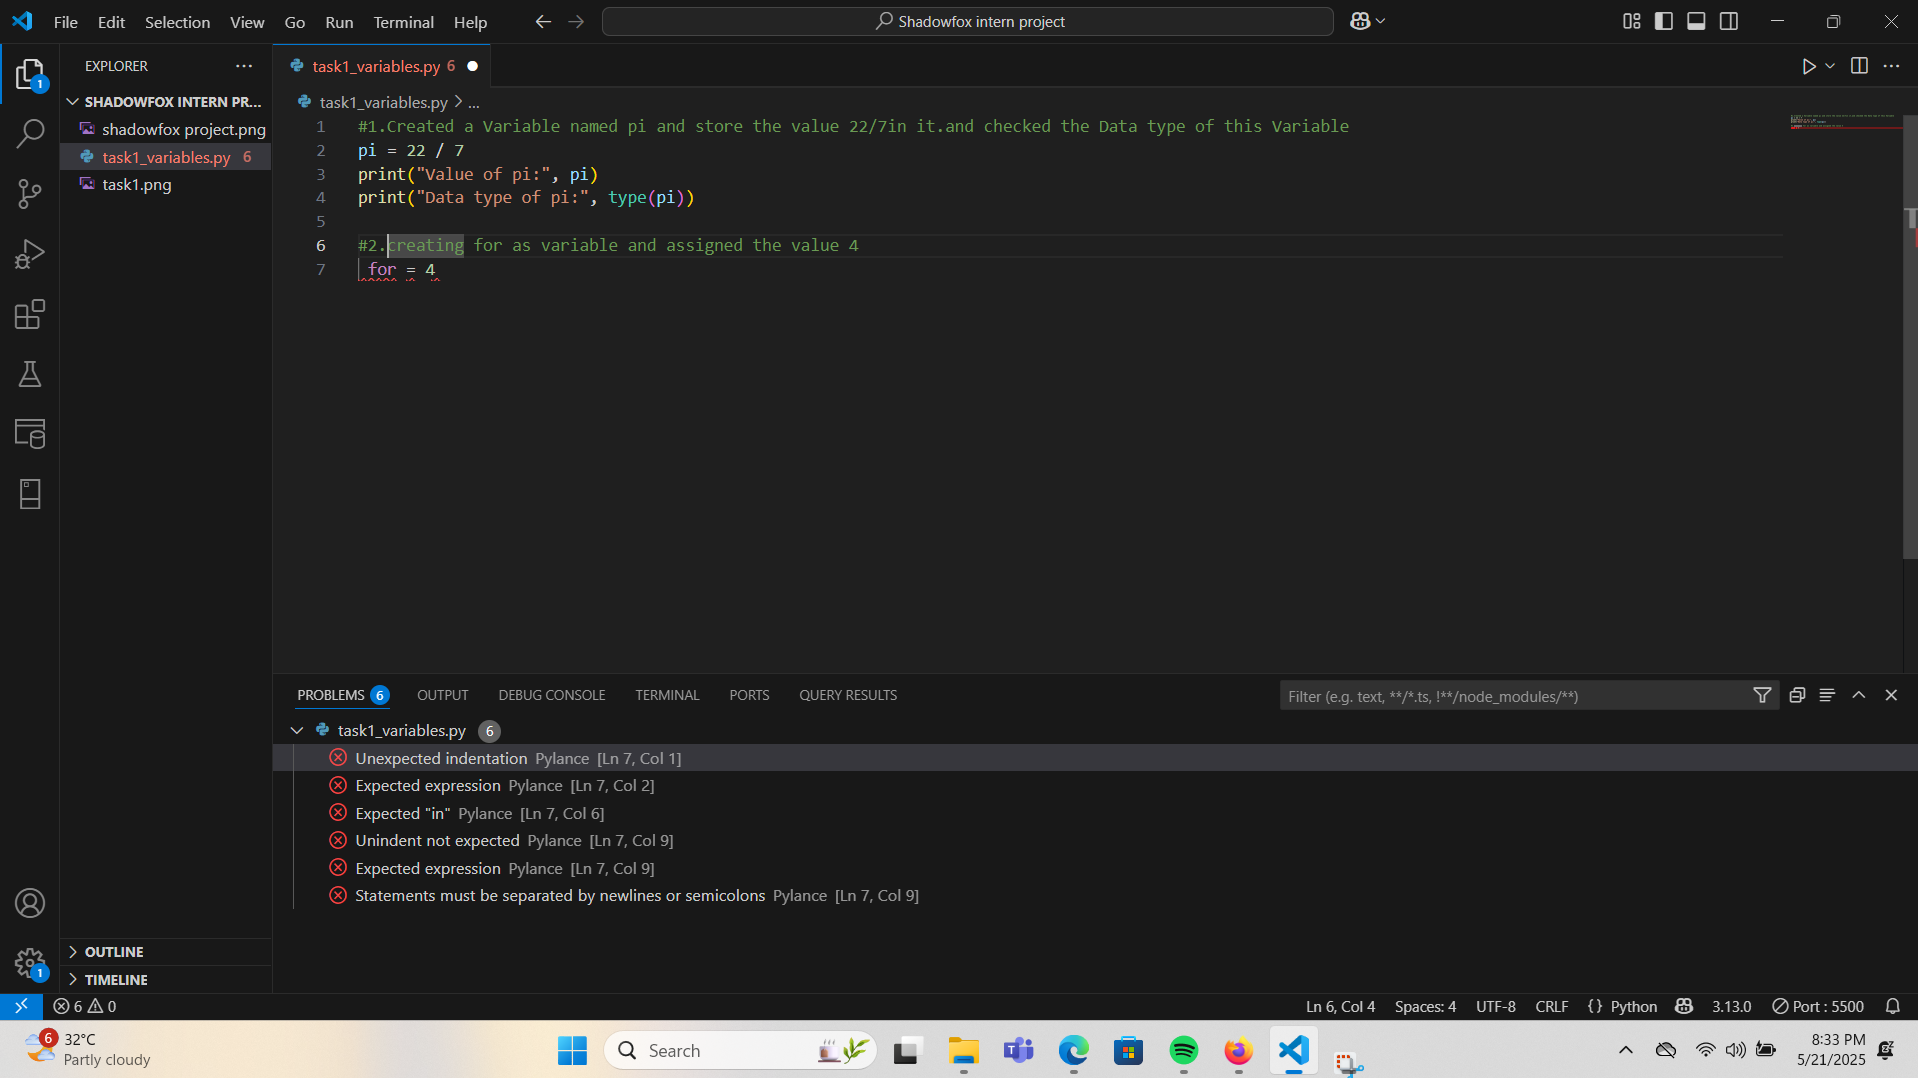 File Edit Selection View Go Run Terminal Help
Shadowfox intern project
EXPLORER
task1_variables.py 6
SHADOWFOX INTERN PR...
task1_variables.py > ...
shadowfox project.png
task1_variables.py 6
task1.png
1 #1.Created a Variable named pi and store the value 22/7in it.and checked the Data type of this Variable
2 pi = 22 / 7
3 print("Value of pi:", pi)
4 print("Data type of pi:", type(pi))
5
6 #2.creating for as variable and assigned the value 4
7 for = 4
PROBLEMS 6 OUTPUT DEBUG CONSOLE TERMINAL PORTS QUERY RESULTS
Filter (e.g. text, **/*.ts, !**/node_modules/**)
task1_variables.py 6
Unexpected indentation Pylance [Ln 7, Col 1]
Expected expression Pylance [Ln 7, Col 2]
Expected "in" Pylance [Ln 7, Col 6]
Unindent not expected Pylance [Ln 7, Col 9]
Expected expression Pylance [Ln 7, Col 9]
Statements must be separated by newlines or semicolons Pylance [Ln 7, Col 9]
1
1
OUTLINE
TIMELINE
6 0
Ln 6, Col 4 Spaces: 4 UTF-8 CRLF {} Python 3.13.0 Port : 5500
6
32°C
Partly cloudy
Search
8:33 PM
5/21/2025